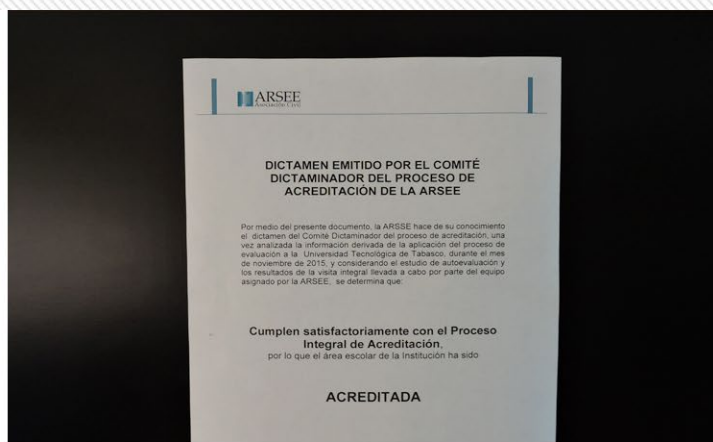 ARSEE
Asociación Civil
DICTAMEN EMITIDO POR EL COMITÉ
DICTAMINADOR DEL PROCESO DE
ACREDITACIÓN DE LA ARSEE
Por medio del presente documento, la ARSSE hace de su conocimiento
el dictamen del Comité Dictaminador del proceso de acreditación, una
vez analizada la información derivada de la aplicación del proceso de
evaluación a la Universidad Tecnológica de Tabasco, durante el mes
de noviembre de 2015, y considerando el estudio de autoevaluación y
los resultados de la visita integral llevada a cabo por parte del equipo
asignado por la ARSEE, se determina que:
Cumplen satisfactoriamente con el Proceso
Integral de Acreditación,
por lo que el área escolar de la Institución ha sido
ACREDITADA